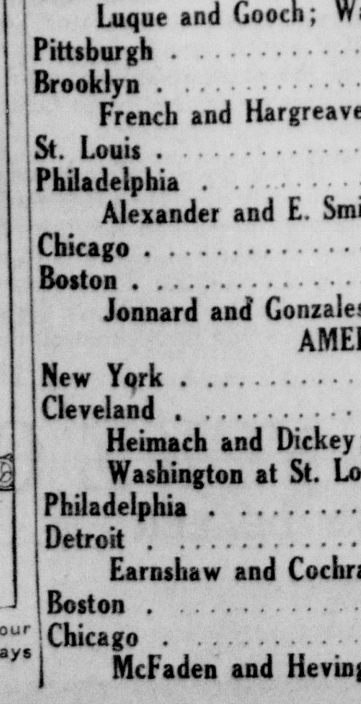 Luque and Gooch;
Pittsburgh . . . . . . . . . .
Brooklyn . . . . . . . . . . .
French and Hargreave
St. Louis . . . . . . . . . . .
Philadelphia . . . . . . . . .
Alexander and E. Smi
Chicago . . . . . . . . . . . .
Boston . . . . . . . . . . . . .
Jonnard and Gonzales
AMER
New York . . . . . . . . . .
Cleveland . . . . . . . . . .
Heimach and Dickey
Washington at St. Lo
Philadelphia . . . . . . . .
Detroit . . . . . . . . . . . .
Earnshaw and Cochra
Boston . . . . . . . . . . . .
our
Chicago . . . . . . . . . . .
ays
McFaden and Heving